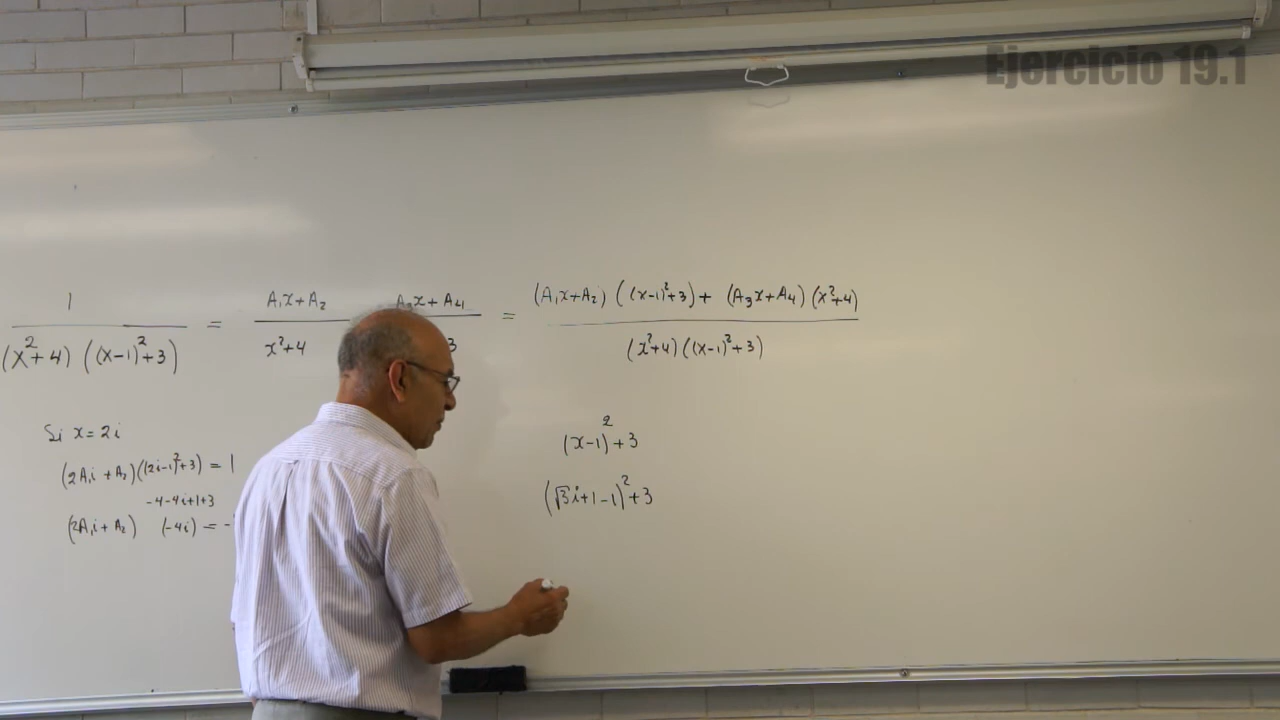 Ejercicio 19.1
1 / (x²+4)((x-1)²+3) = A₁x+A₂ / x²+4   A₃x+A₄ / 3 = (A₁x+A₂)((x-1)²+3)+(A₃x+A₄)(x²+4) / (x²+4)((x-1)²+3)
Si x=2i
(2A₁i+A₂)((2i-1)²+3) = 1
-4-4i+1+3
(2A₁i+A₂) (-4i) = -
(x-1)²+3
(√3i+1-1)²+3